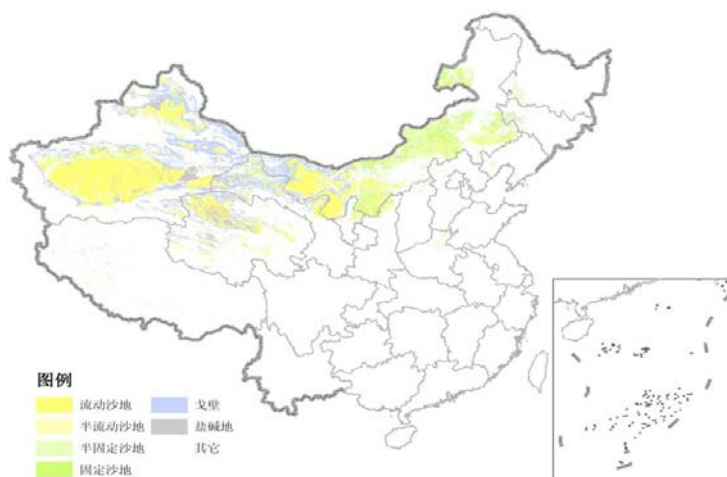 图例
流动沙地
戈壁
半流动沙地
盐碱地
半固定沙地
其它
固定沙地